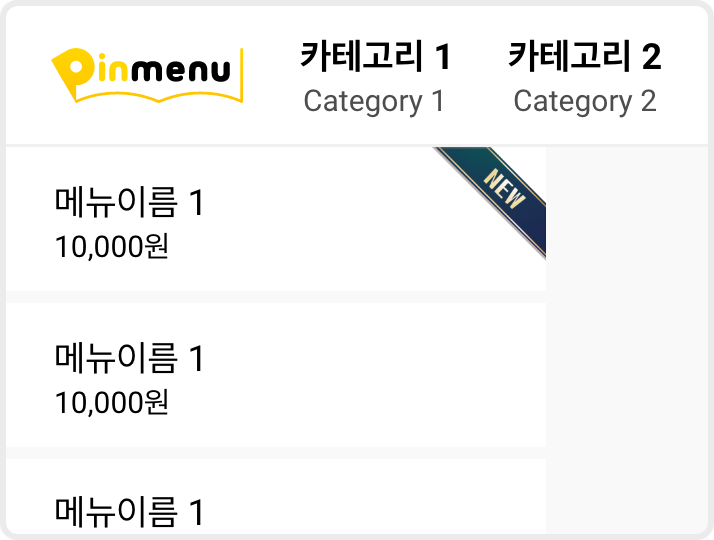 Pinmenu
카테고리 1
Category 1
카테고리 2
Category 2
NEW
메뉴이름 1
10,000원
메뉴이름 1
10,000원
메뉴이름 1